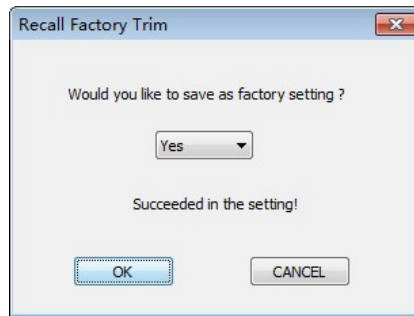 Recall Factory Trim
Would you like to save as factory setting ?
Yes
Succeeded in the setting!
OK
CANCEL